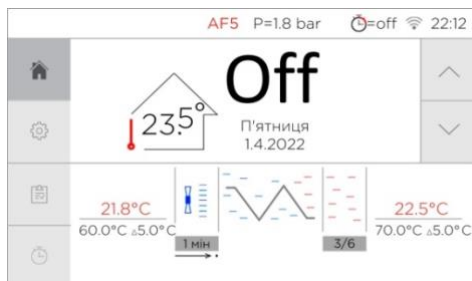 AF5 P=1.8 bar =off 22:12
Off
23.5°
П'ятниця
1.4.2022
21.8°C 22.5°C
60.0°C ▵5.0°C 70.0°C ▵5.0°C
1 мін 3/6